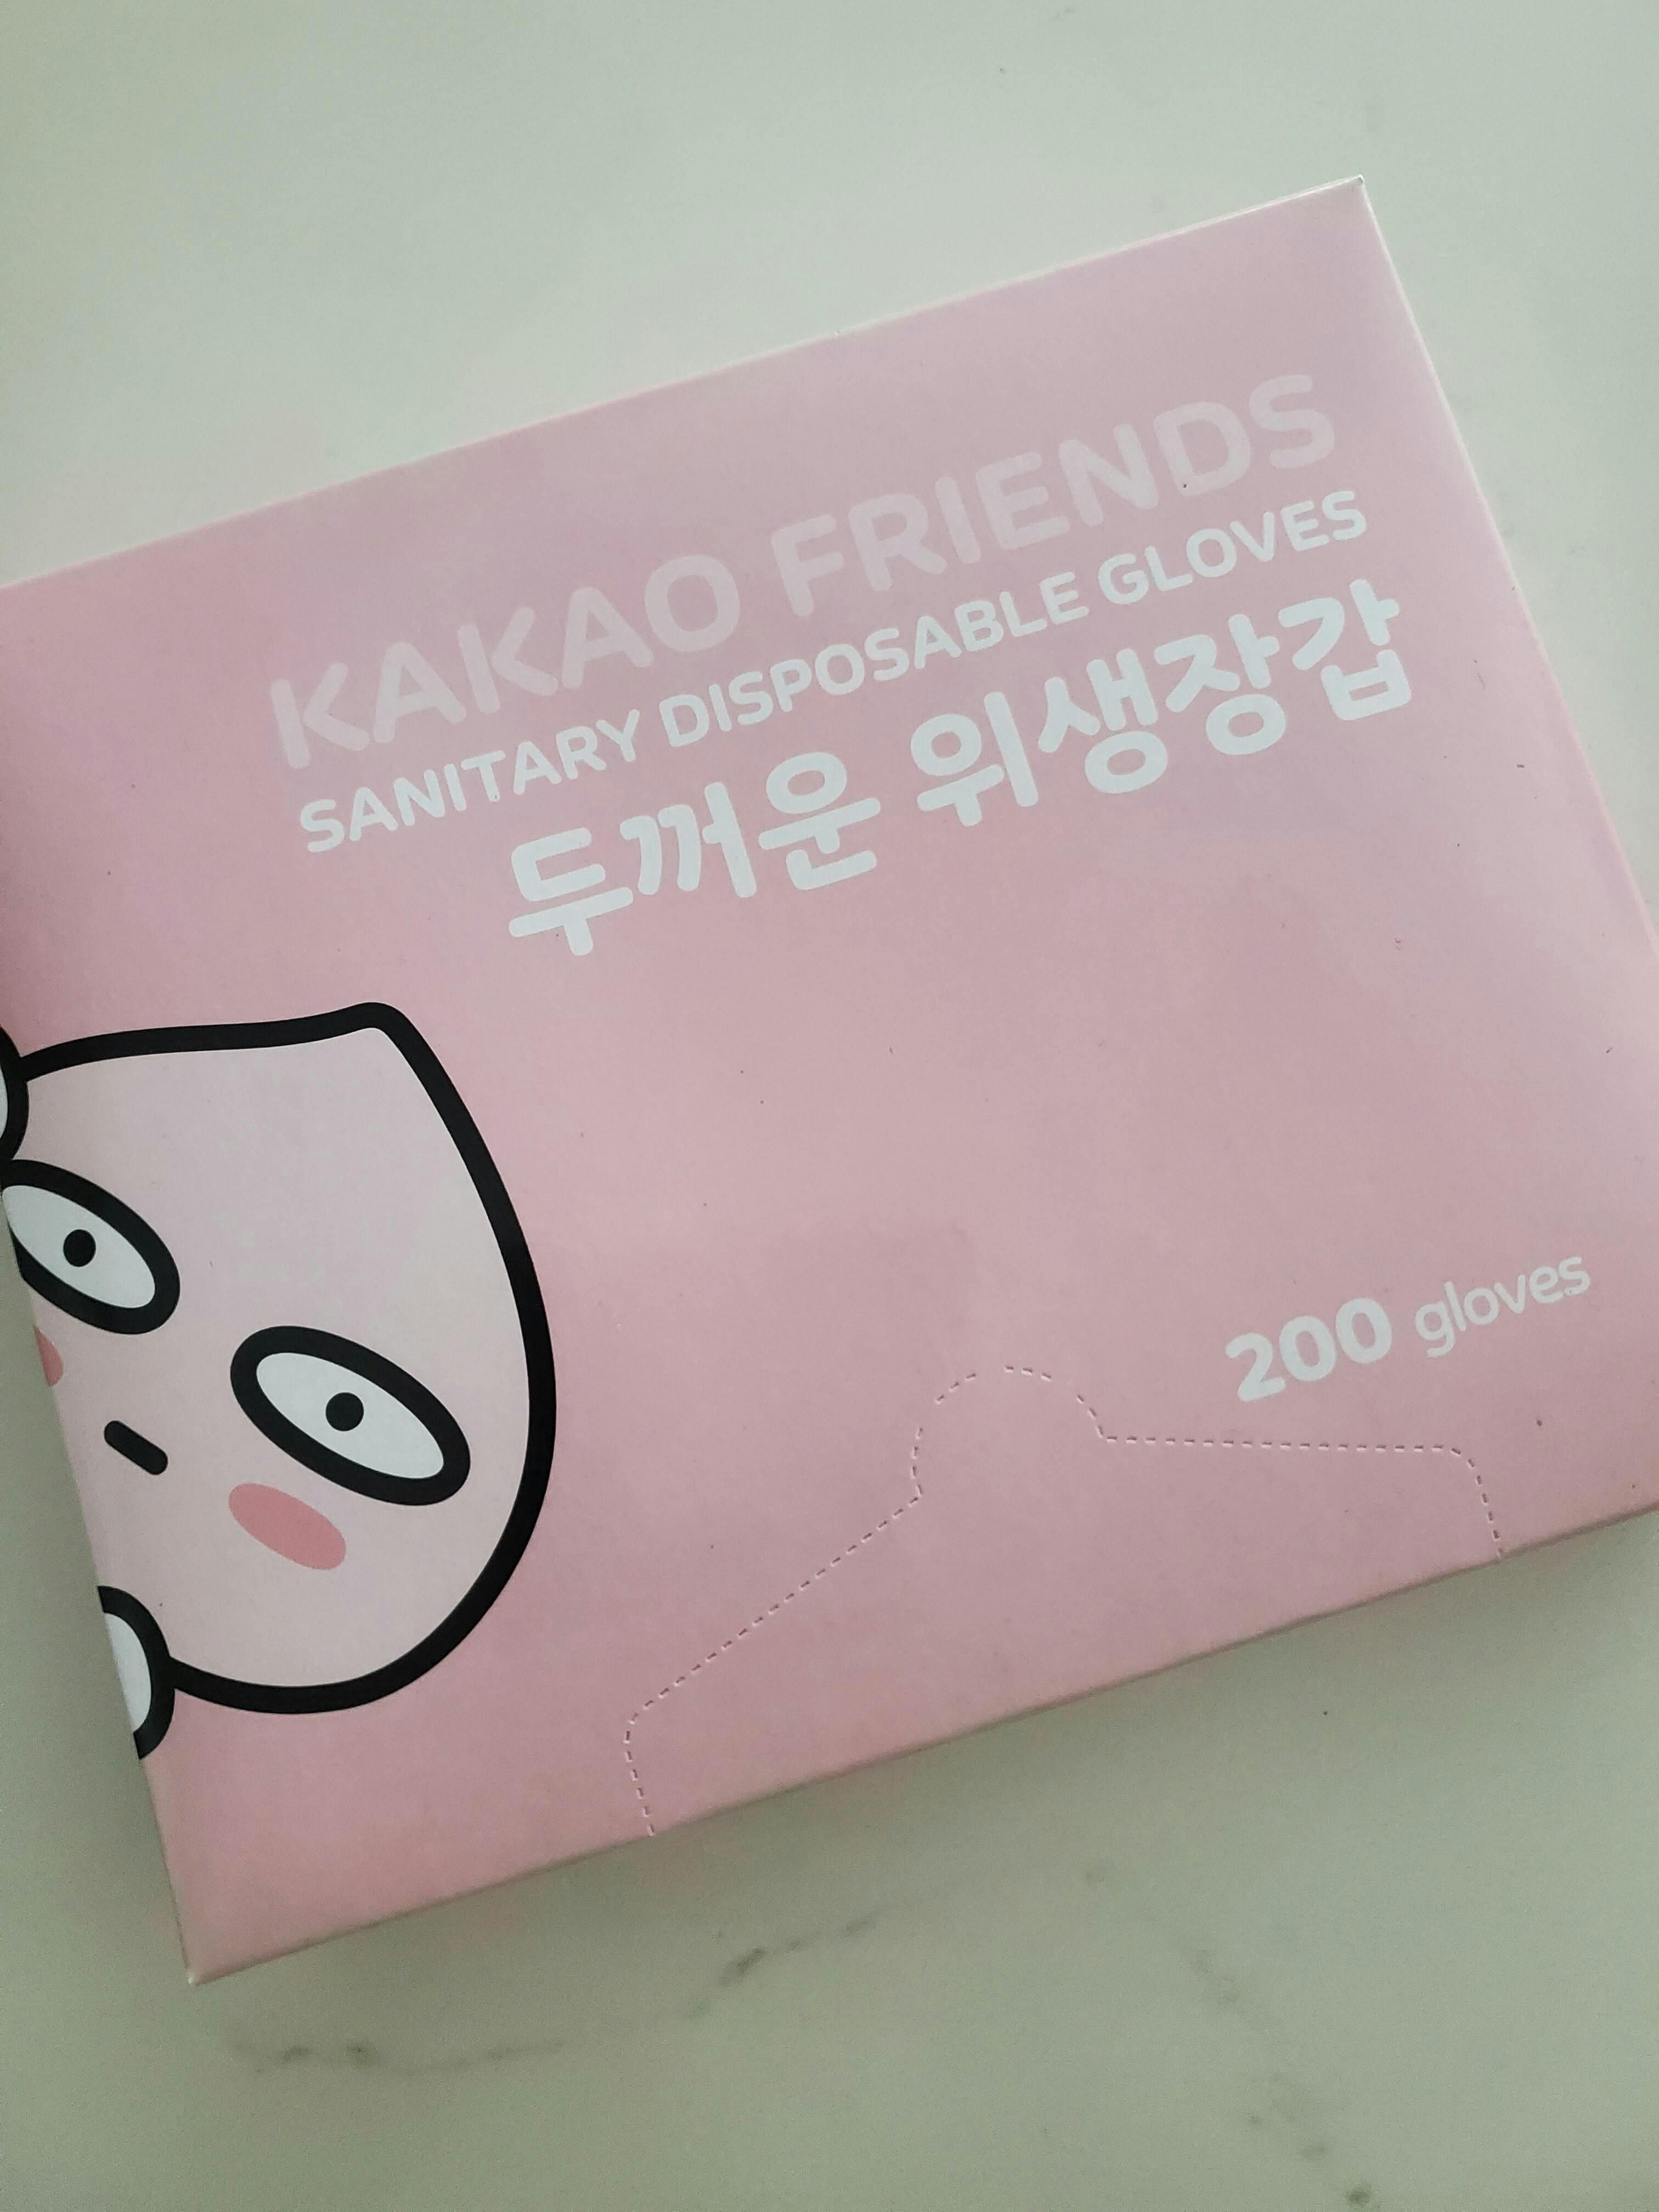 KAKAO FRIENDS
SANITARY DISPOSABLE GLOVES
두꺼운 위생장갑
200 gloves